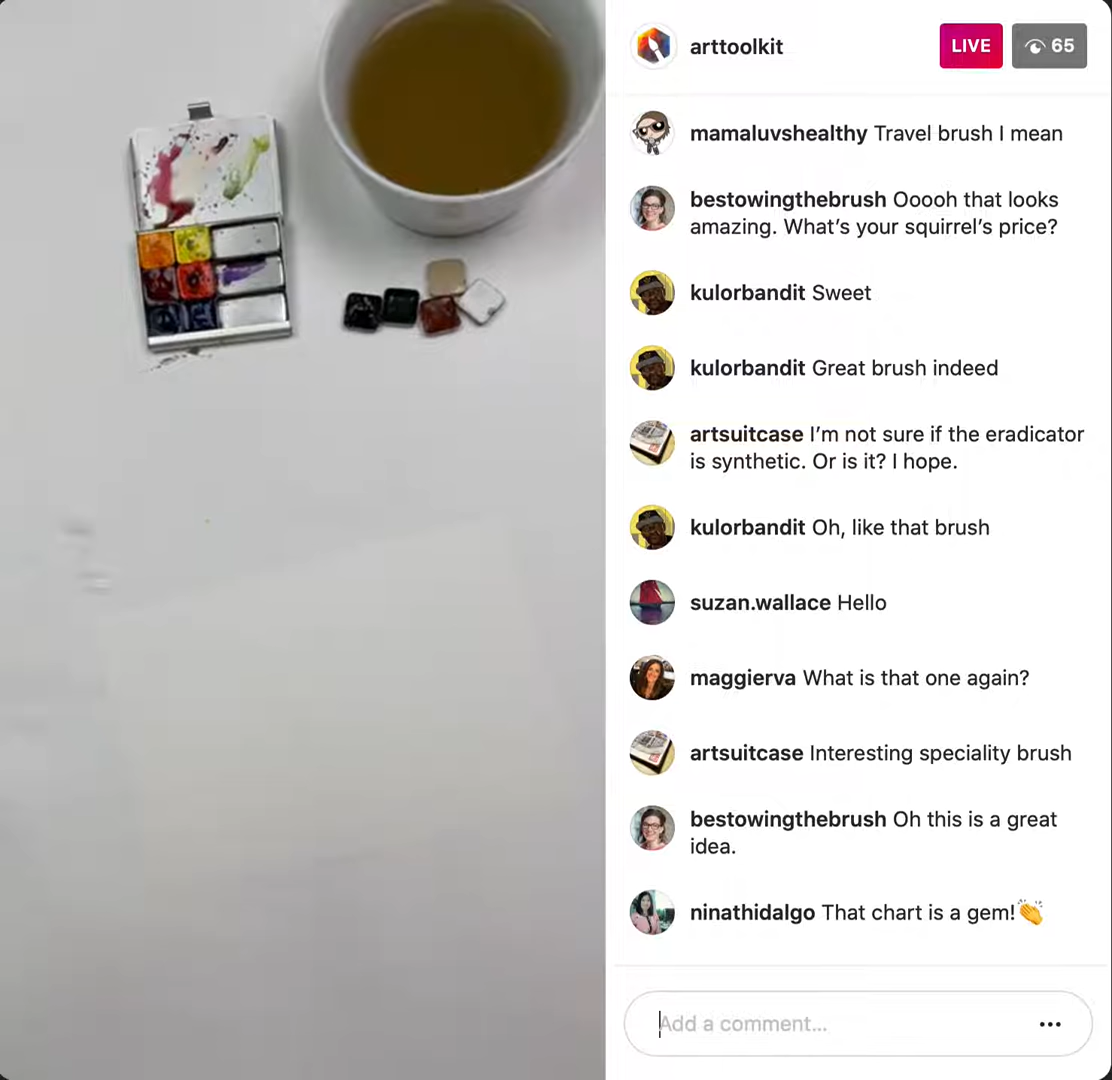 arttoolkit
LIVE
65
mamaluvshealthy Travel brush I mean
bestowingthebrush Ooooh that looks
amazing. What's your squirrel's price?
kulorbandit Sweet
kulorbandit Great brush indeed
artsuitcase I'm not sure if the eradicator
is synthetic. Or is it? I hope.
kulorbandit Oh, like that brush
suzan.wallace Hello
maggierva What is that one again?
artsuitcase Interesting speciality brush
bestowingthebrush Oh this is a great
idea.
ninathidalgo That chart is a gem!👏
Add a comment...